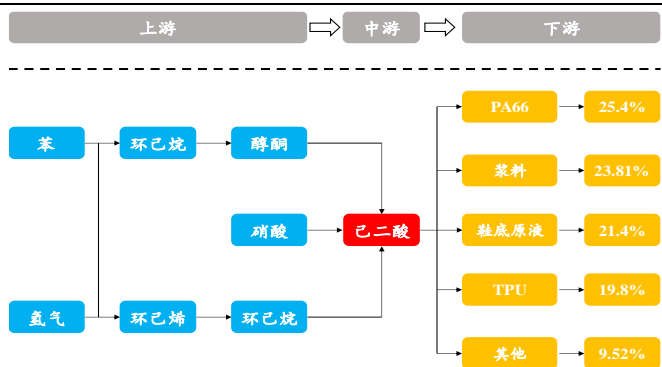 上游
中游
下游
PA66
25.4%
苯
环己烷
醇酮
浆料
23.81%
硝酸
己二酸
鞋底原液
21.4%
TPU
19.8%
氢气
环己烯
环己烷
其他
9.52%